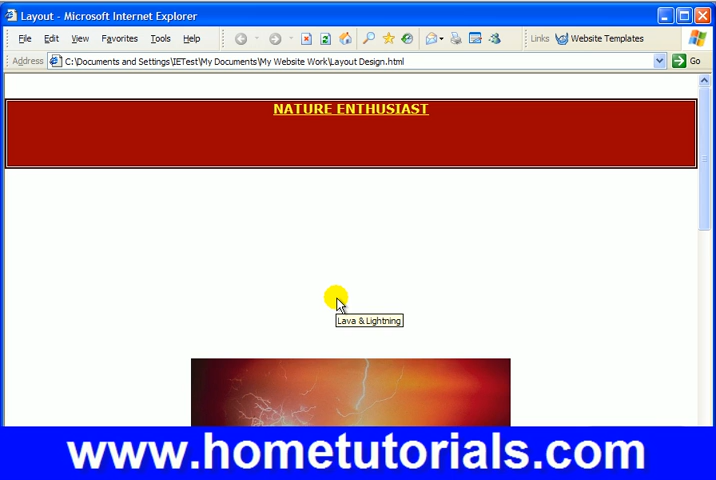 Layout - Microsoft Internet Explorer
File Edit View Favorites Tools Help Links Website Templates
Address C:\Documents and Settings\IETest\My Documents\My Website Work\Layout Design.html Go
NATURE ENTHUSIAST
Lava & Lightning
www.hometutorials.com